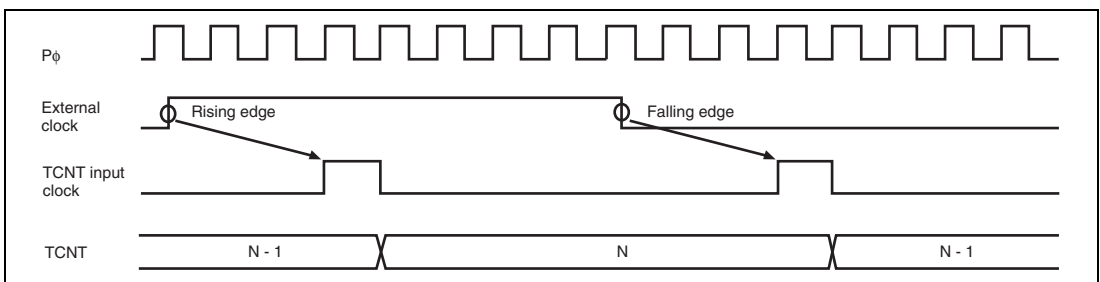 Pϕ
External
clock
Rising edge
Falling edge
TCNT input
clock
TCNT
N - 1
N
N - 1